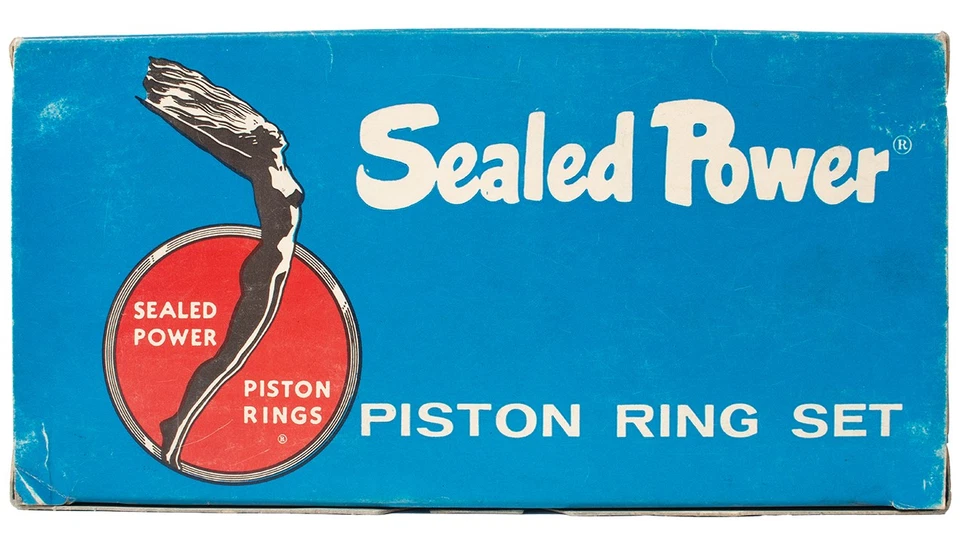 Sealed Power®
SEALED
POWER
PISTON
RINGS
®
PISTON RING SET